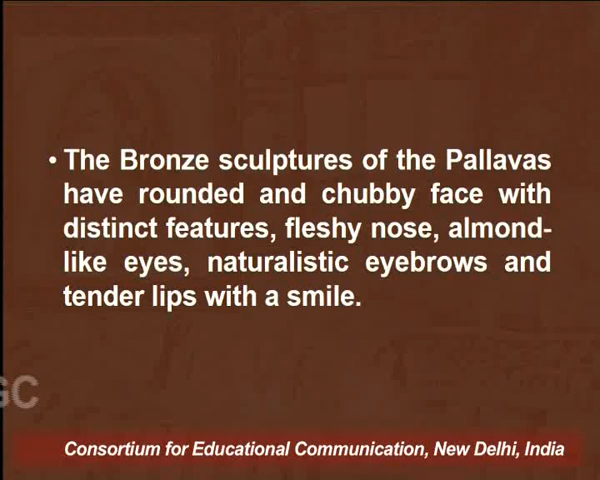 • The Bronze sculptures of the Pallavas
have rounded and chubby face with
distinct features, fleshy nose, almond-
like eyes, naturalistic eyebrows and
tender lips with a smile.
GC
Consortium for Educational Communication, New Delhi, India